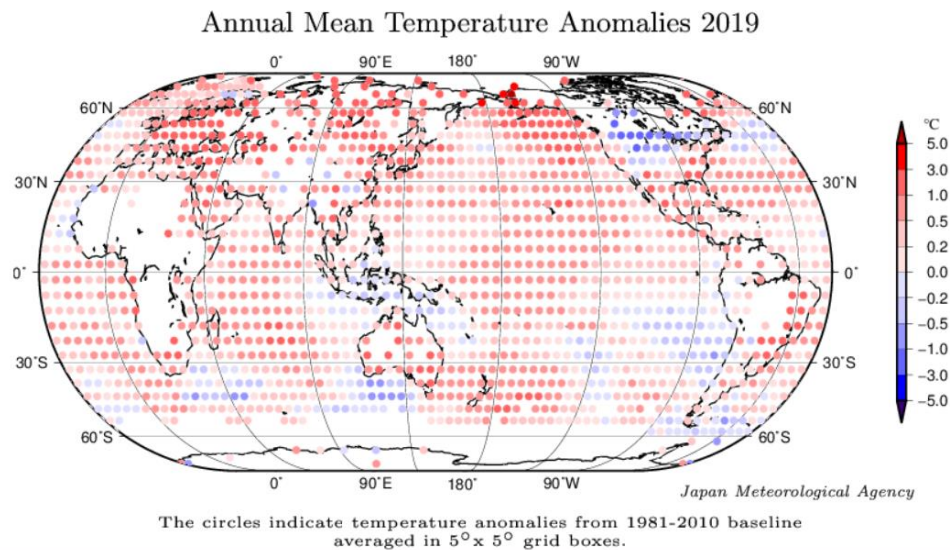 Annual Mean Temperature Anomalies 2019
0° 90°E 180° 90°W
60°N 60°N
℃
5.0
3.0
30°N 30°N
1.0
0.5
0.2
0° 0°
0.0
-0.2
-0.5
-1.0
30°S 30°S
-3.0
-5.0
60°S 60°S
0° 90°E 180° 90°W
Japan Meteorological Agency
The circles indicate temperature anomalies from 1981-2010 baseline
averaged in 5°x 5° grid boxes.